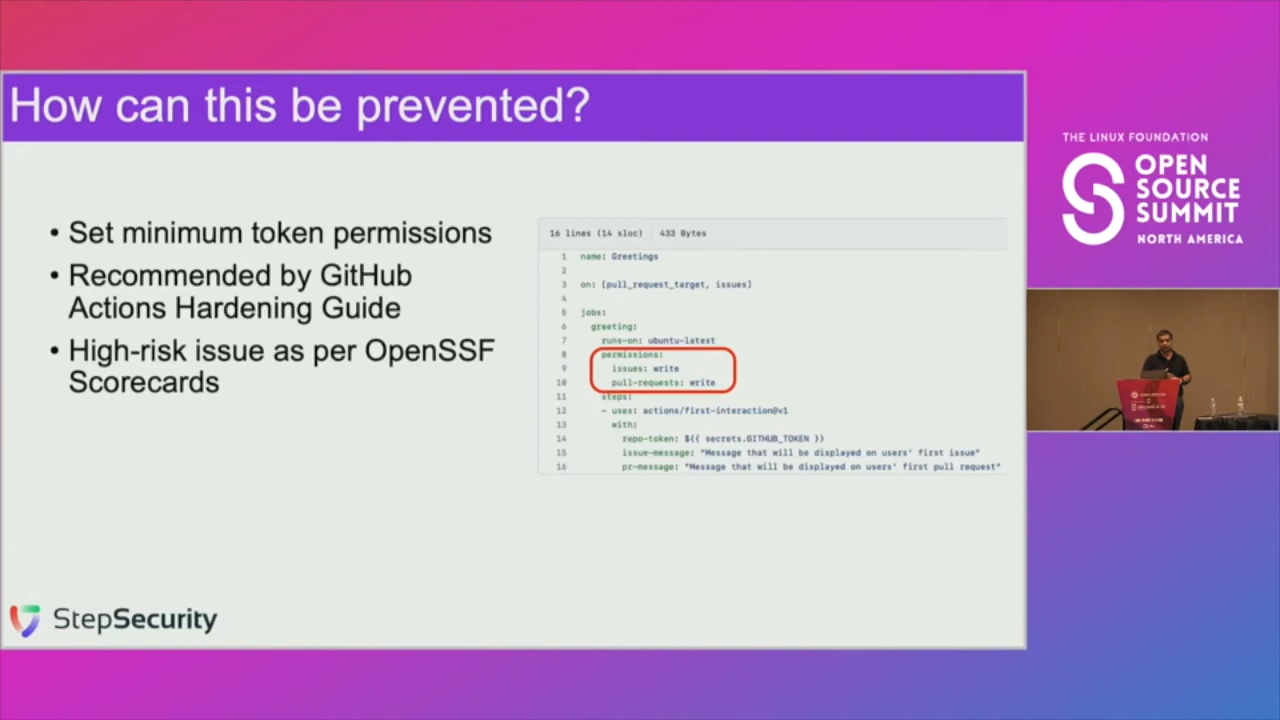 How can this be prevented?
• Set minimum token permissions
• Recommended by GitHub
Actions Hardening Guide
• High-risk issue as per OpenSSF
Scorecards
16 lines (14 sloc) | 433 Bytes
1 name: Greetings
2
3 on: [pull_request_target, issues]
4
5 jobs:
6 greeting:
7 runs-on: ubuntu-latest
8 permissions:
9 issues: write
10 pull-requests: write
11 steps:
12 - uses: actions/first-interaction@v1
13 with:
14 repo-token: ${{ secrets.GITHUB_TOKEN }}
15 issue-message: "Message that will be displayed on users' first issue"
16 pr-message: "Message that will be displayed on users' first pull request"
StepSecurity
THE LINUX FOUNDATION
OPEN
SOURCE
SUMMIT
NORTH AMERICA